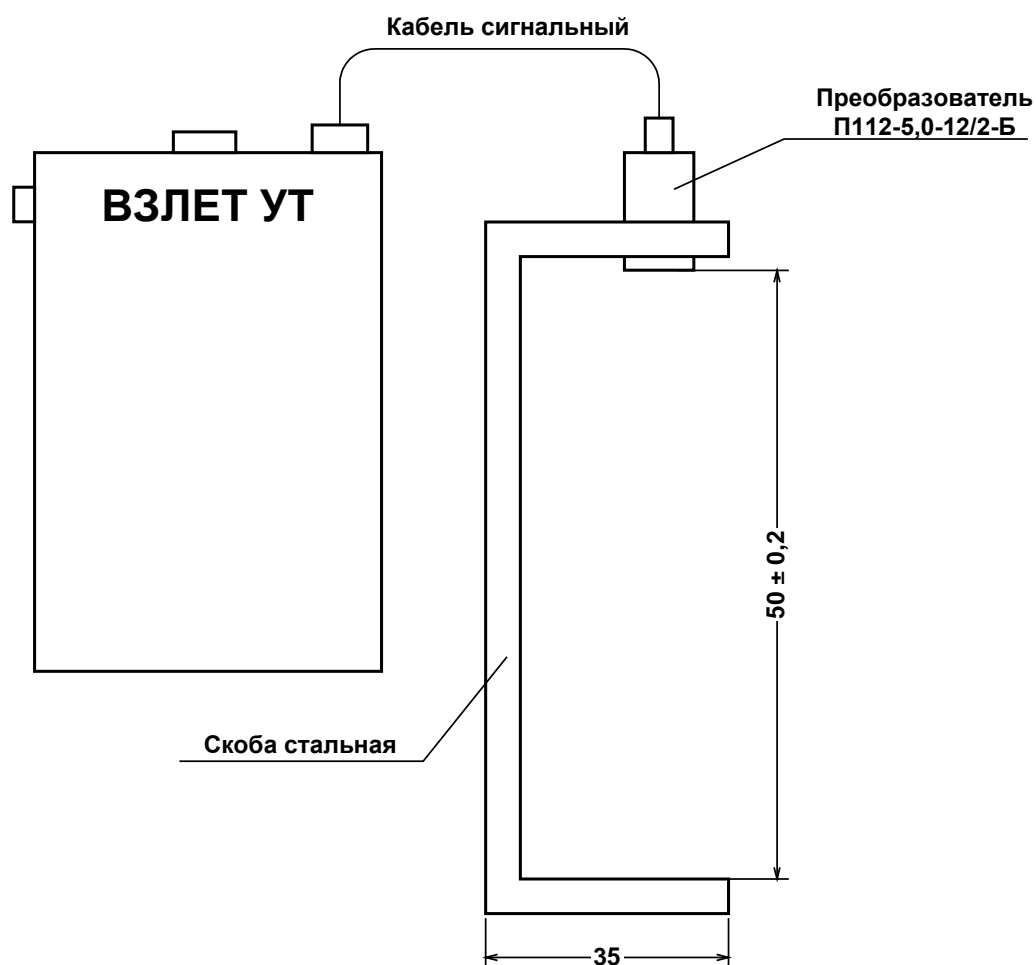 Кабель сигнальный
Преобразователь
П112-5,0-12/2-Б
ВЗЛЕТ УТ
50 ± 0,2
Скоба стальная
35